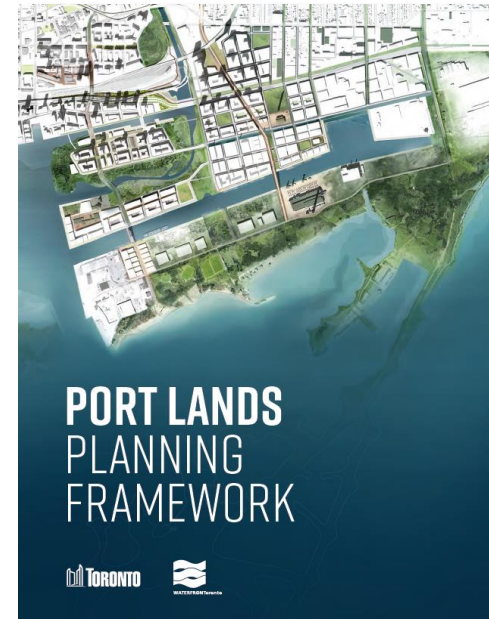 PORT LANDS
PLANNING
FRAMEWORK
TORONTO
WATERFRONToronto